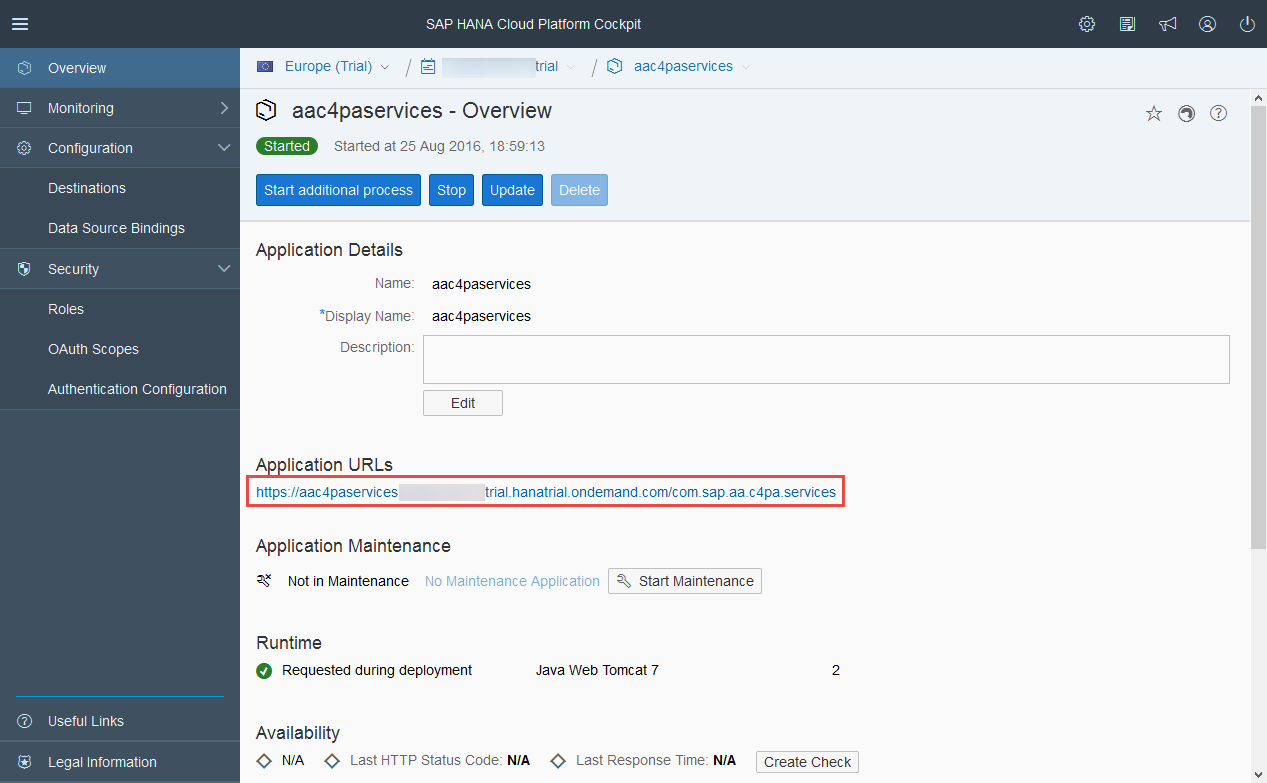 SAP HANA Cloud Platform Cockpit
Overview
Monitoring
Configuration
Destinations
Data Source Bindings
Security
Roles
OAuth Scopes
Authentication Configuration
Useful Links
Legal Information
Europe (Trial) / trial / aac4paservices
aac4paservices - Overview
Started Started at 25 Aug 2016, 18:59:13
Start additional process Stop Update Delete
Application Details
Name: aac4paservices
*Display Name: aac4paservices
Description:
Edit
Application URLs
https://aac4paservices trial.hanatrial.ondemand.com/com.sap.aa.c4pa.services
Application Maintenance
Not in Maintenance No Maintenance Application Start Maintenance
Runtime
Requested during deployment Java Web Tomcat 7 2
Availability
N/A Last HTTP Status Code: N/A Last Response Time: N/A Create Check